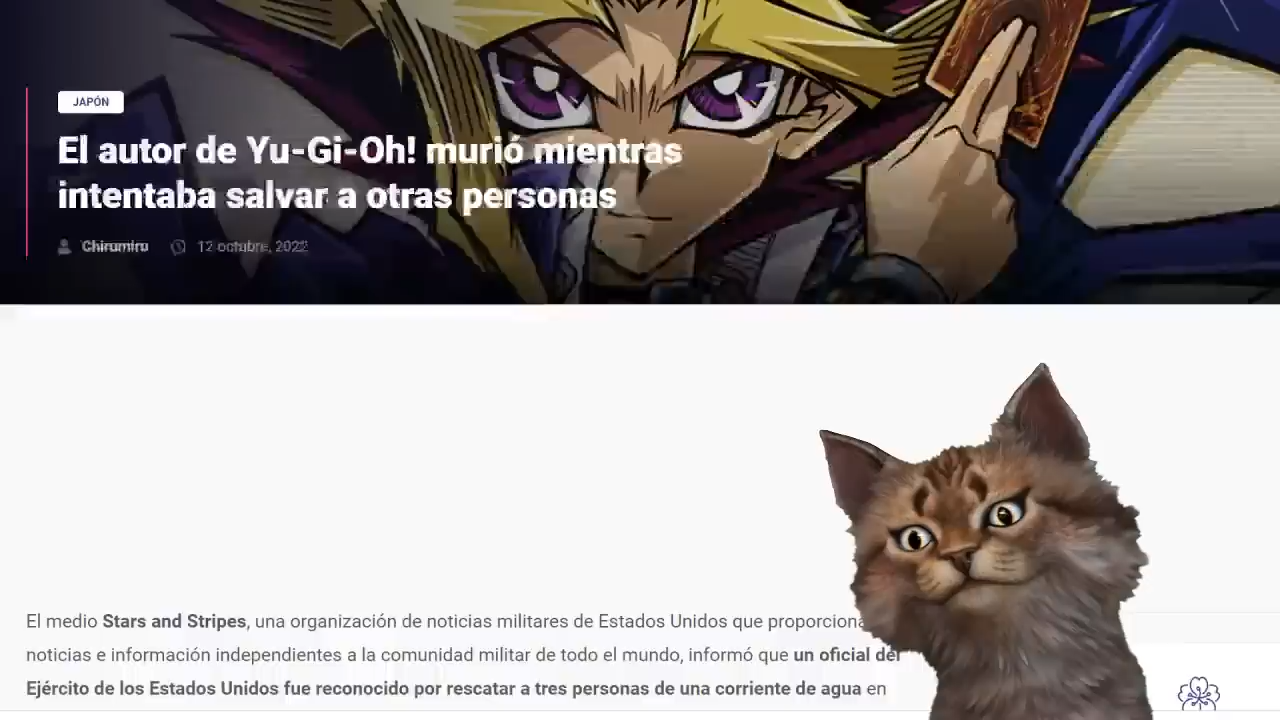 JAPÓN
El autor de Yu-Gi-Oh! murió mientras
intentaba salvar a otras personas
Chirumiru 12 octubre, 2022
El medio Stars and Stripes, una organización de noticias militares de Estados Unidos que proporciona
noticias e información independientes a la comunidad militar de todo el mundo, informó que un oficial del
Ejército de los Estados Unidos fue reconocido por rescatar a tres personas de una corriente de agua en